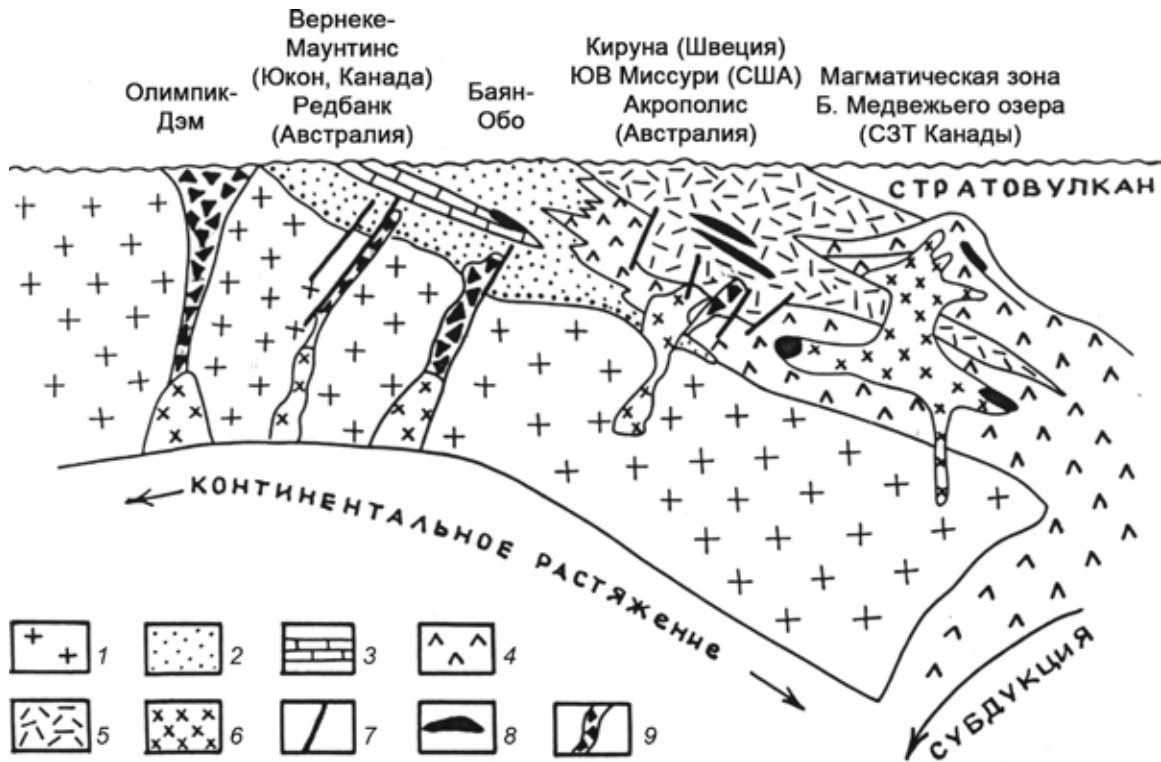 Олимпик-
Дэм
Вернеке-
Маунтинс
(Юкон, Канада)
Редбанк
(Австралия)
Баян-
Обо
Кируна (Швеция)
ЮВ Миссури (США)
Акрополис
(Австралия)
Магматическая зона
Б. Медвежьего озера
(СЗТ Канады)
СТРАТОВУЛКАН
КОНТИНЕНТАЛЬНОЕ РАСТЯЖЕНИЕ
СУБДУКЦИЯ
1 2 3 4
5 6 7 8 9